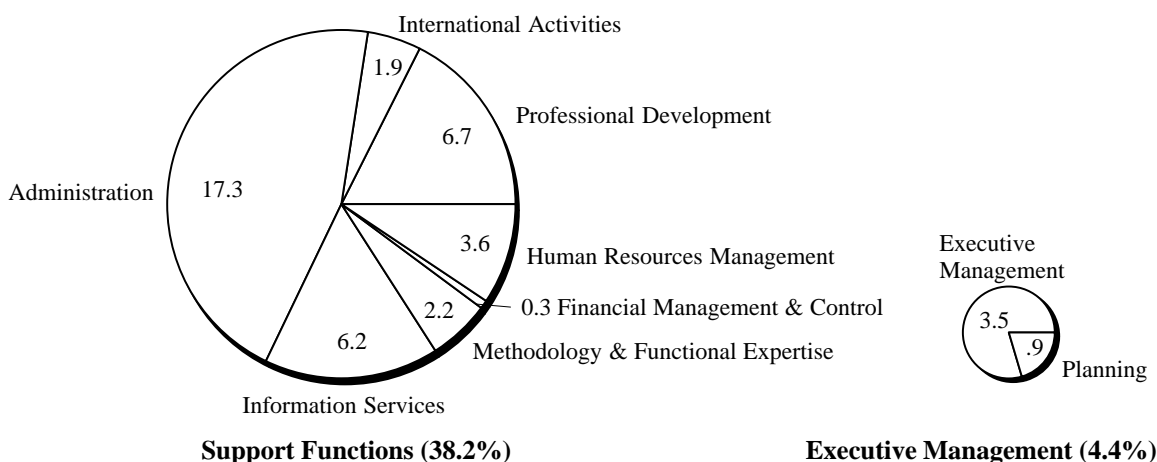 International Activities
1.9
Professional Development
6.7
Administration
17.3
3.6
Human Resources Management
0.3 Financial Management & Control
2.2
Methodology & Functional Expertise
6.2
Information Services
Support Functions (38.2%)
Executive
Management
3.5
.9
Planning
Executive Management (4.4%)